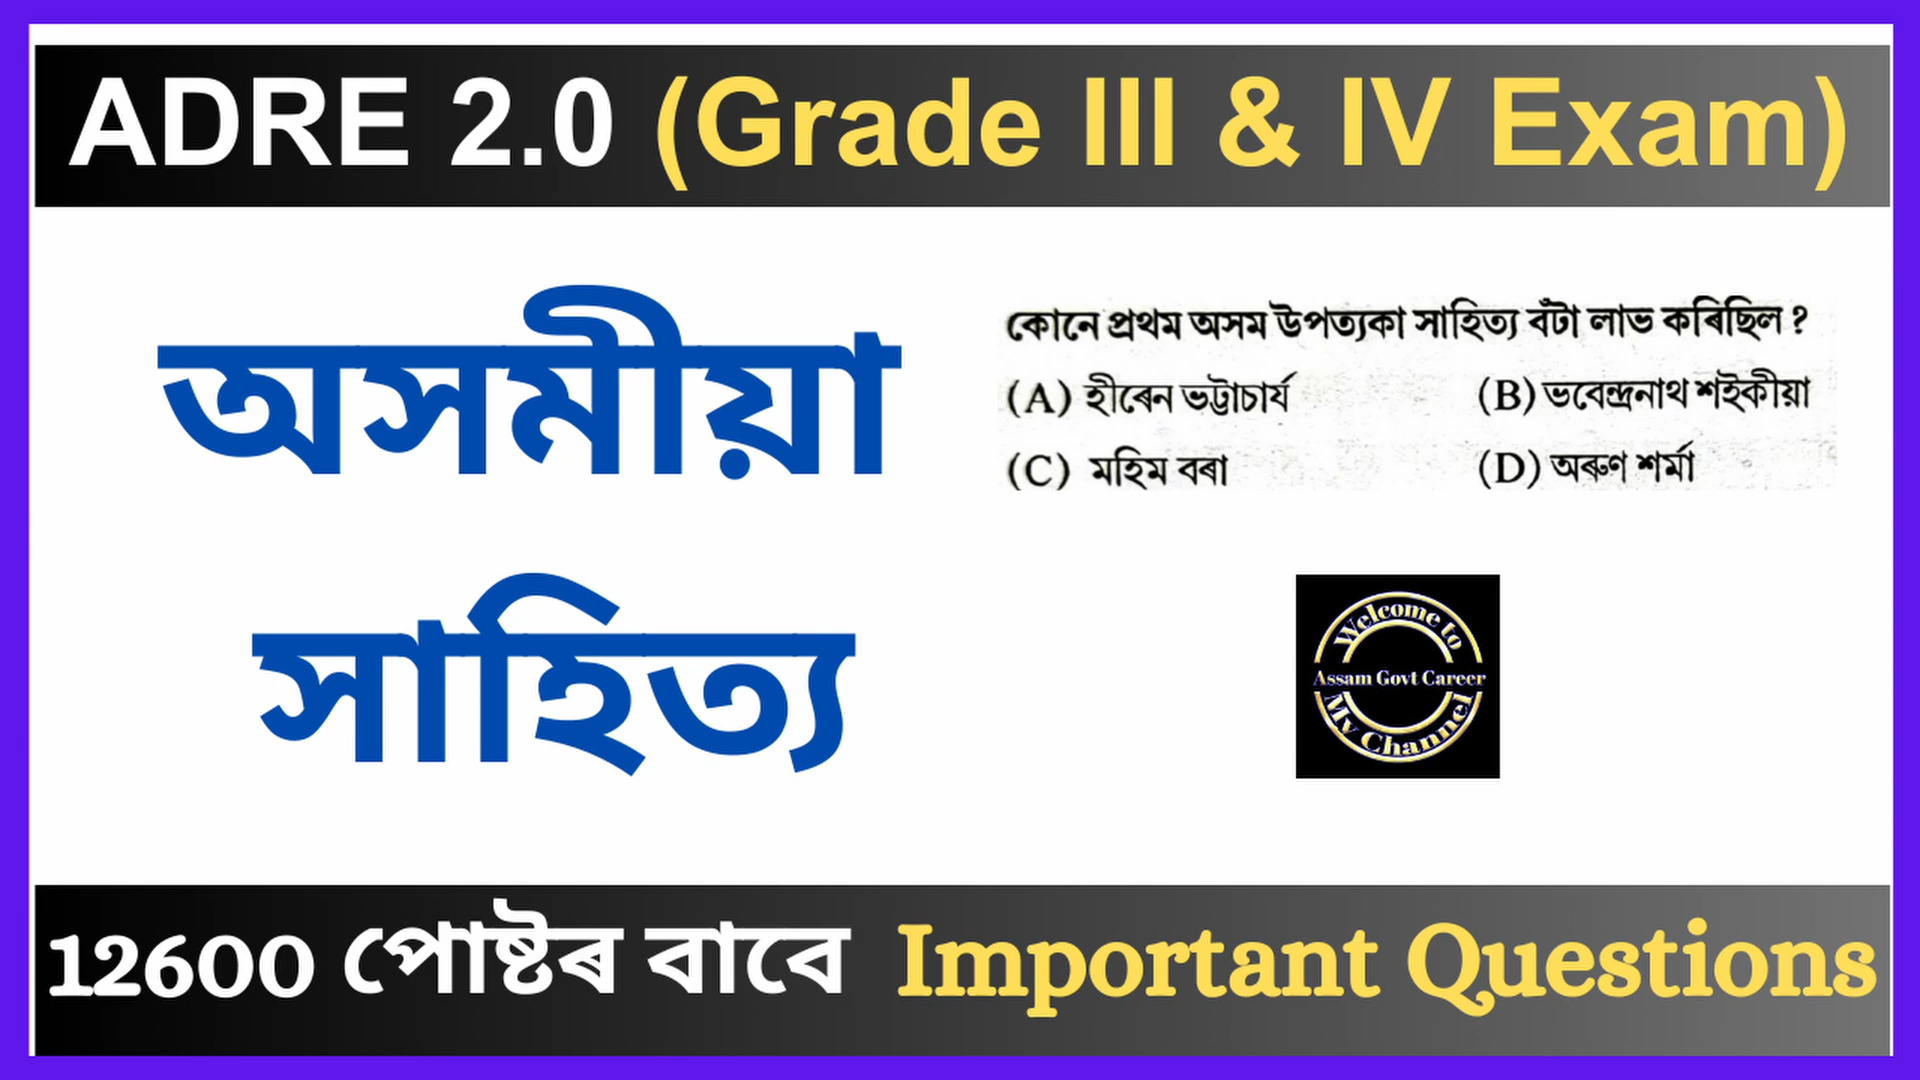 ADRE 2.0 (Grade III & IV Exam)
অসমীয়া
সাহিত্য
কোনে প্ৰথম অসম উপত্যকা সাহিত্য বঁটা লাভ কৰিছিল ?
(A) হীৰেন ভট্টাচাৰ্য (B) ভবেন্দ্ৰনাথ শইকীয়া
(C) মহিম বৰা (D) অৰুণ শৰ্মা
Welcome to
Assam Govt Career
My Channel
12600 পোষ্টৰ বাবে Important Questions